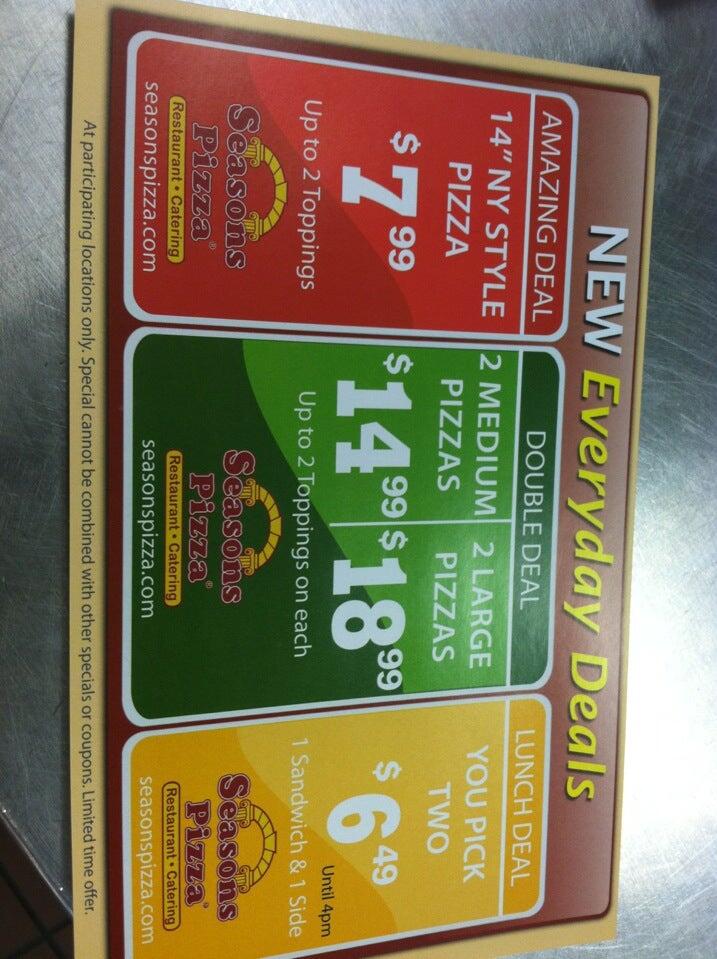 NEW Everyday Deals
AMAZING DEAL
14" NY STYLE
PIZZA
$7 99
Up to 2 Toppings
Seasons
Pizza®
Restaurant • Catering
seasonspizza.com
DOUBLE DEAL
2 MEDIUM
PIZZAS
$14 99
2 LARGE
PIZZAS
$18 99
Up to 2 Toppings on each
Seasons
Pizza®
Restaurant • Catering
seasonspizza.com
LUNCH DEAL
YOU PICK
TWO
$6 49
Until 4pm
1 Sandwich & 1 Side
Seasons
Pizza®
Restaurant • Catering
seasonspizza.com
At participating locations only. Special cannot be combined with other specials or coupons. Limited time offer.